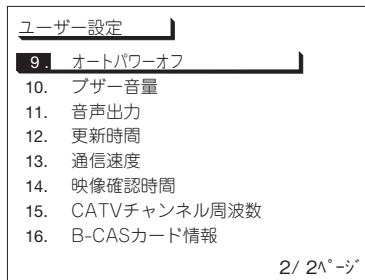 ユーザー設定
9. オートパワーオフ
10. ブザー音量
11. 音声出力
12. 更新時間
13. 通信速度
14. 映像確認時間
15. CATVチャンネル周波数
16. B-CASカード情報
2/ 2ﾍﾟｰｼﾞ